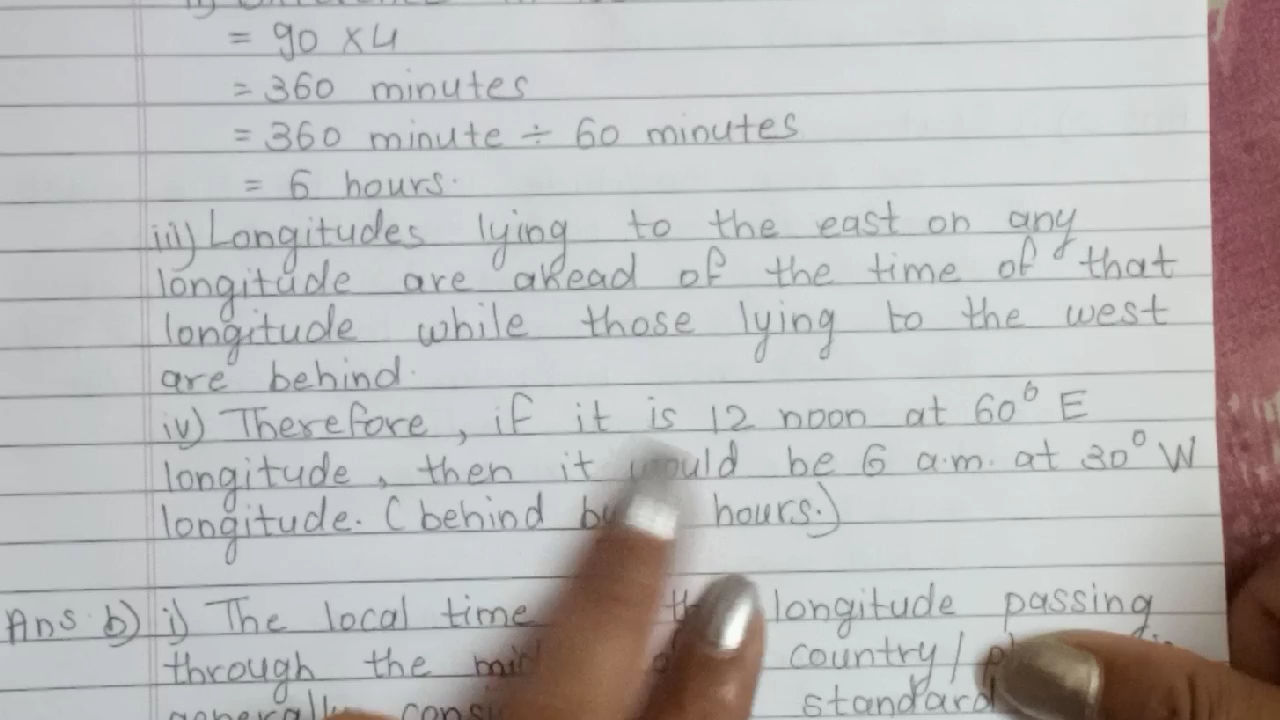 = 90 × 4
= 360 minutes
= 360 minute ÷ 60 minutes
= 6 hours.
iii) Longitudes lying to the east on any
longitude are ahead of the time of that
longitude while those lying to the west
are behind.
iv) Therefore, if it is 12 noon at 60° E
longitude, then it would be 6 a.m. at 30° W
longitude. (behind by hours.)
Ans b) i) The local time longitude passing
through the country/
generally standard